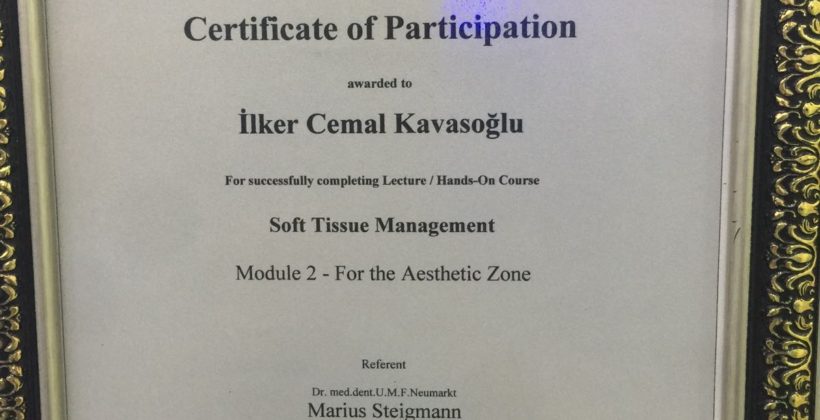 Certificate of Participation
awarded to
İlker Cemal Kavasoğlu
For successfully completing Lecture / Hands-On Course
Soft Tissue Management
Module 2 - For the Aesthetic Zone
Referent
Dr. med.dent.U.M.F.Neumarkt
Marius Steigmann